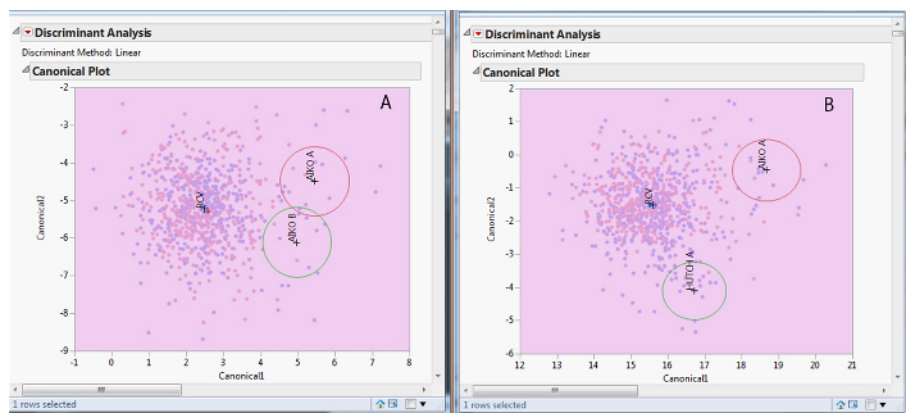 Discriminant Analysis
Discriminant Method: Linear
Canonical Plot
A
-2
-3
-4
-5
-6
-7
-8
-9
Canonical2
AIKO A
RCV
AIKO B
-1 0 1 2 3 4 5 6 7 8
Canonical1
1 rows selected
Discriminant Analysis
Discriminant Method: Linear
Canonical Plot
B
2
1
0
-1
-2
-3
-4
-5
-6
Canonical2
AIKO A
RCV
HUTCH A
12 13 14 15 16 17 18 19 20 21
Canonical1
1 rows selected